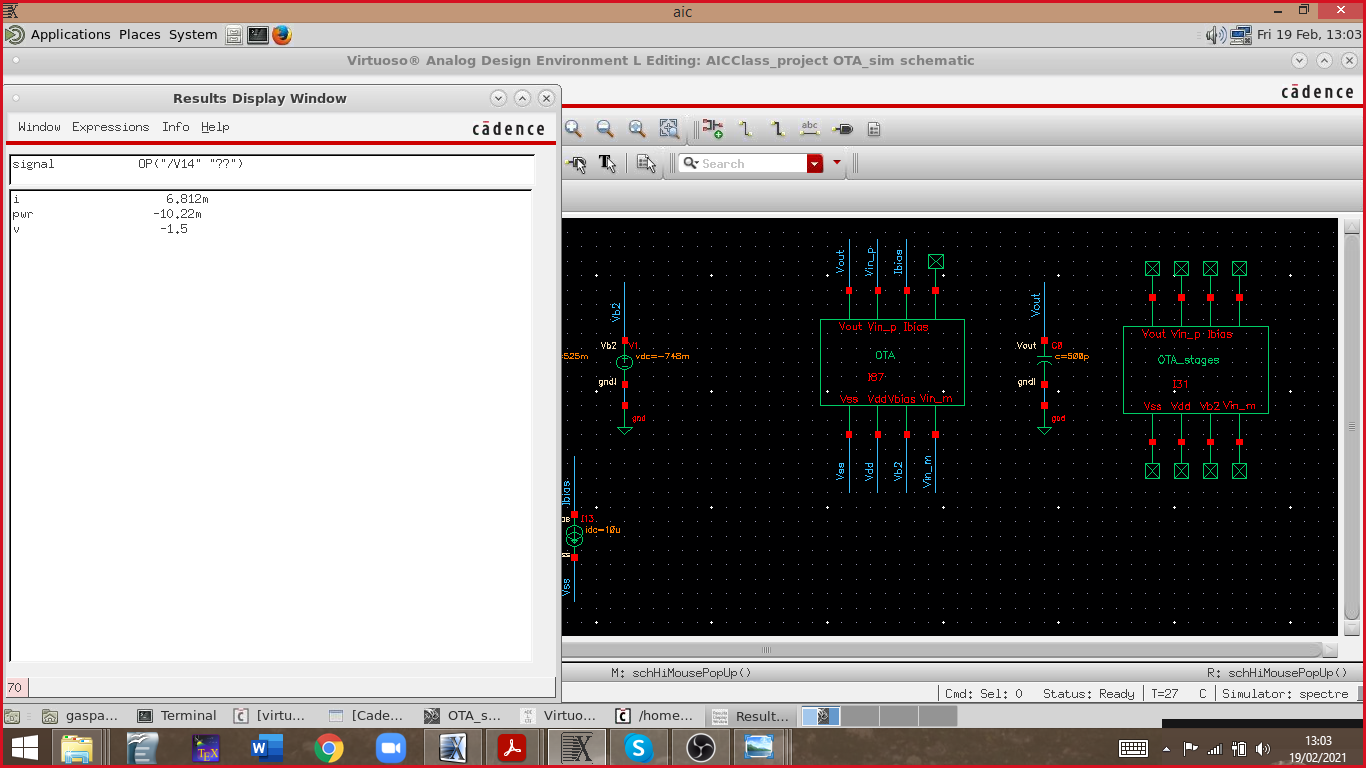 aic
Applications Places System
Fri 19 Feb, 13:03
Virtuoso® Analog Design Environment L Editing: AICClass_project OTA_sim schematic
cādence
Results Display Window
Window Expressions Info Help
cādence
signal OP("/V14" "??")
i 6.812m
pwr -10.22m
v -1.5
70
abc
Search
Vb2
Vb2 V1
=525m
vdc=-748m
gnd!
gnd
Ibias
I13
idc=10u
Vss
Vout Vin_p Ibias
Vout Vin_p Ibias
OTA
I87
Vss Vdd Vbias Vin_m
Vss Vdd Vb2 Vin_m
Vout
Vout C0
c=500p
gnd!
gnd
Vout Vin_p Ibias
OTA_stages
I31
Vss Vdd Vb2 Vin_m
M: schHiMousePopUp()
R: schHiMousePopUp()
Cmd: Sel: 0 Status: Ready T=27 C Simulator: spectre
gaspa...
Terminal
[virtu...
[Cade...
OTA_s...
Virtuo...
/home...
Result...
13:03
19/02/2021